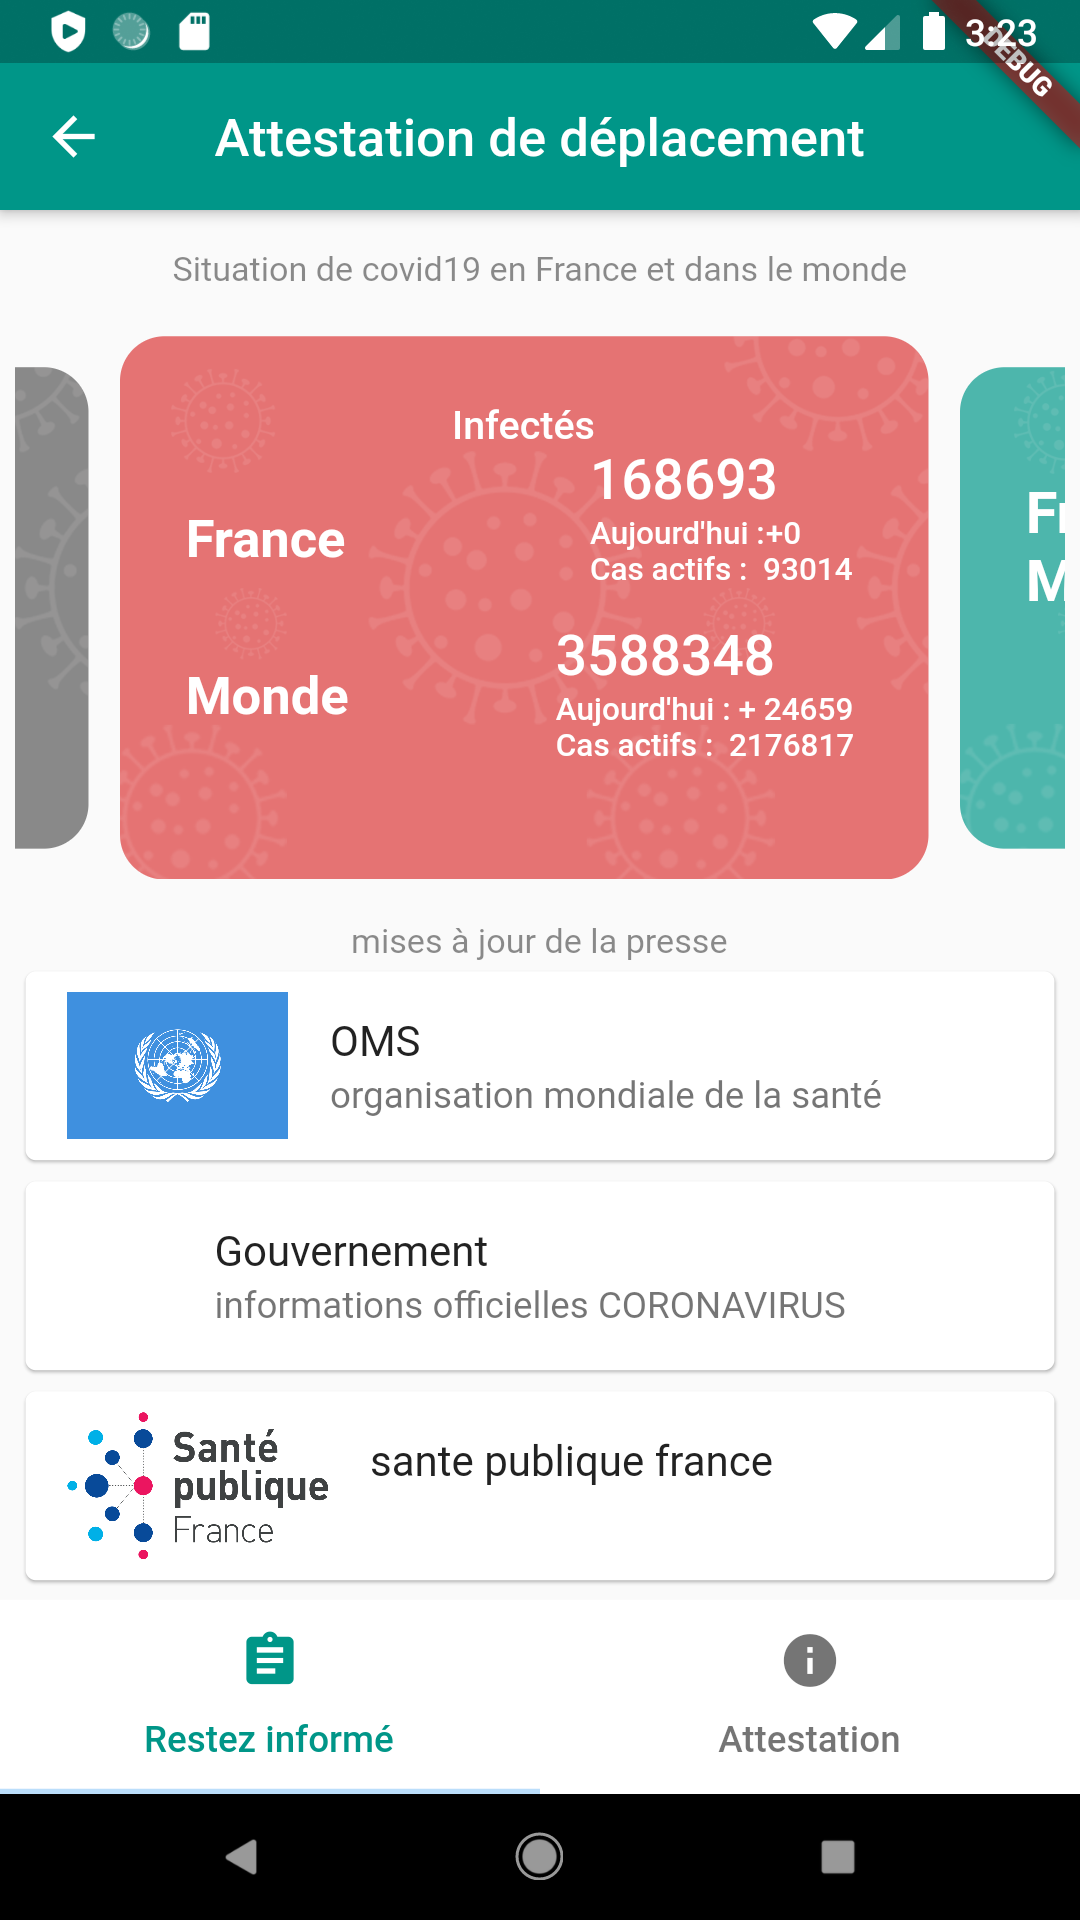 3:23
DEBUG
Attestation de déplacement
Situation de covid19 en France et dans le monde
Infectés
France
168693
Aujourd'hui :+0
Cas actifs :  93014
Monde
3588348
Aujourd'hui : + 24659
Cas actifs :  2176817
Fr
M
mises à jour de la presse
OMS
organisation mondiale de la santé
Gouvernement
informations officielles CORONAVIRUS
Santé
publique
France
sante publique france
Restez informé
Attestation